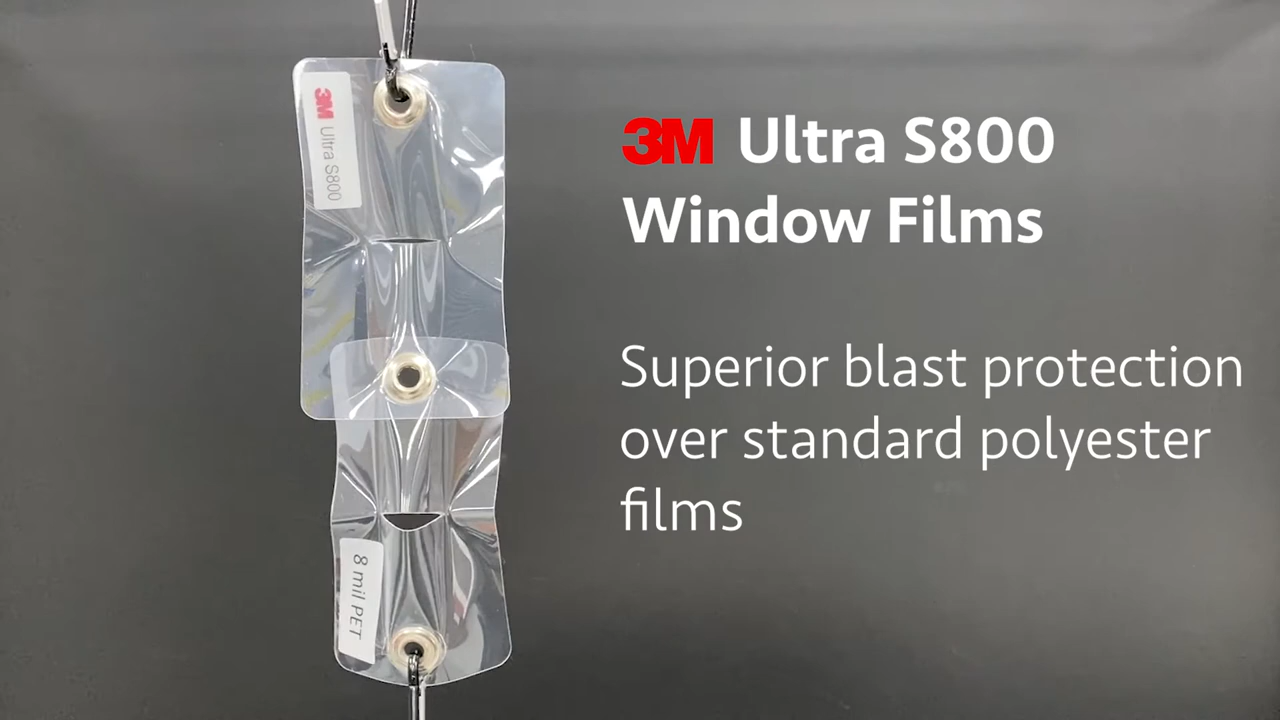 3M Ultra S800
3M Ultra S800
Window Films
Superior blast protection
over standard polyester
films
8 mil PET